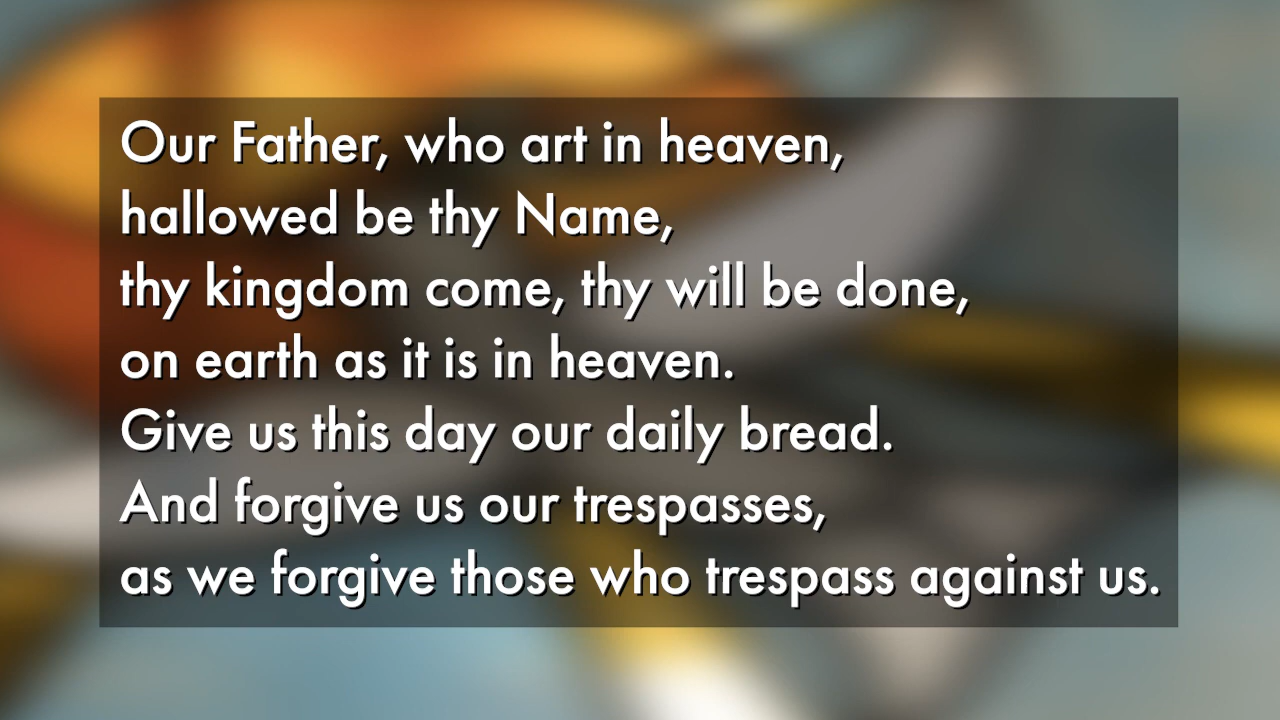 Our Father, who art in heaven,
hallowed be thy Name,
thy kingdom come, thy will be done,
on earth as it is in heaven.
Give us this day our daily bread.
And forgive us our trespasses,
as we forgive those who trespass against us.